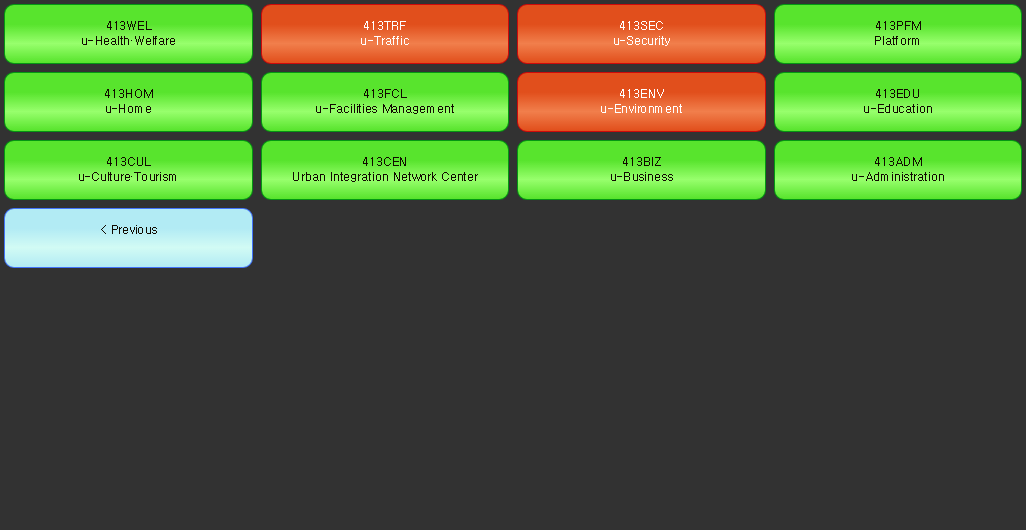 413WEL
u-Health·Welfare
413TRF
u-Traffic
413SEC
u-Security
413PFM
Platform
413HOM
u-Home
413FCL
u-Facilities Management
413ENV
u-Environment
413EDU
u-Education
413CUL
u-Culture·Tourism
413CEN
Urban Integration Network Center
413BIZ
u-Business
413ADM
u-Administration
< Previous